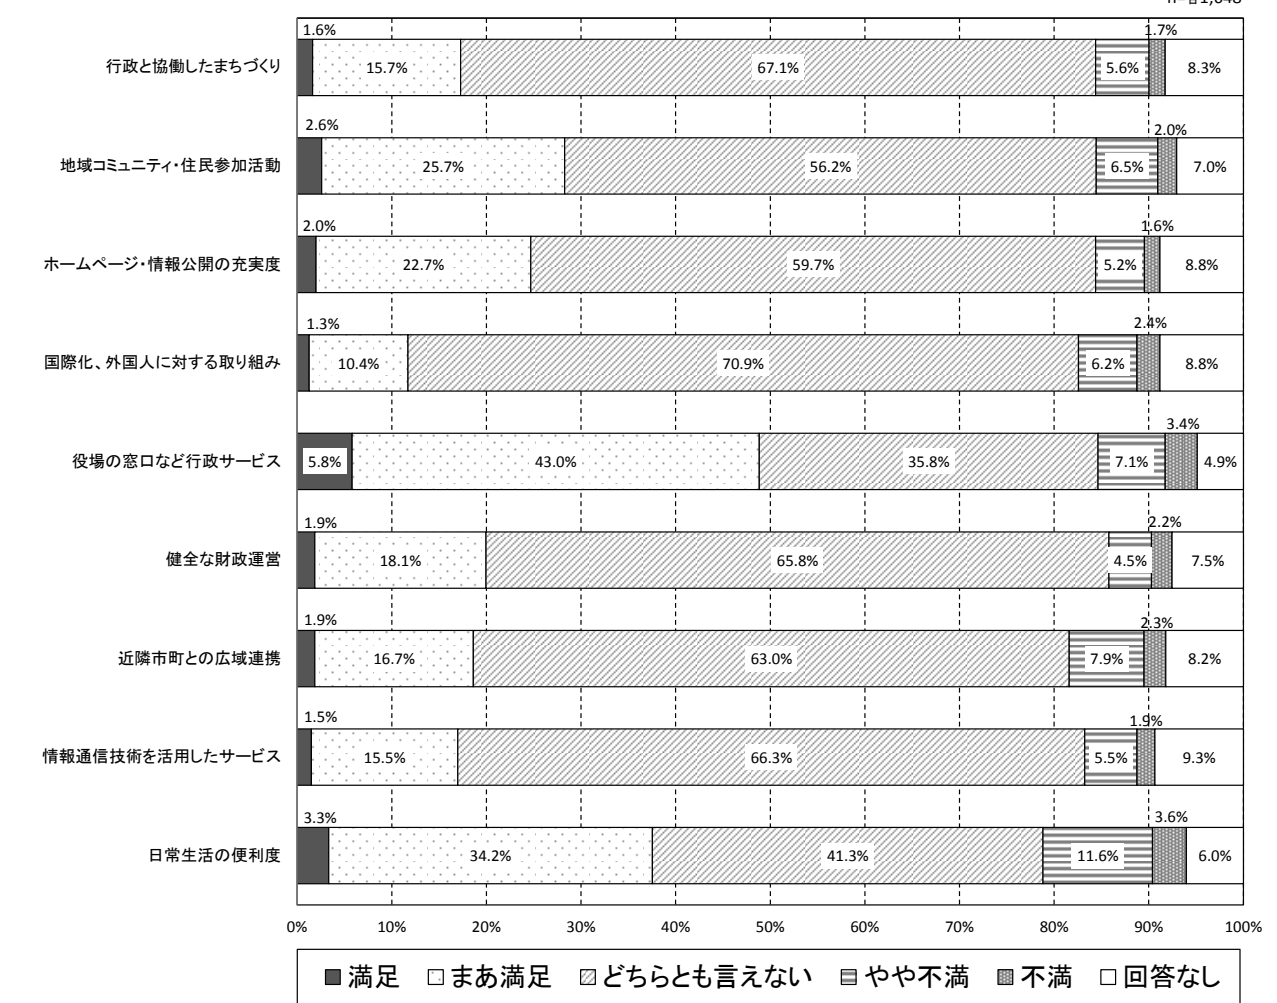 1.6% 1.7%
行政と協働したまちづくり 15.7% 67.1% 5.6% 8.3%
2.6% 2.0%
地域コミュニティ・住民参加活動 25.7% 56.2% 6.5% 7.0%
2.0% 1.6%
ホームページ・情報公開の充実度 22.7% 59.7% 5.2% 8.8%
1.3% 2.4%
国際化、外国人に対する取り組み 10.4% 70.9% 6.2% 8.8%
3.4%
役場の窓口など行政サービス 5.8% 43.0% 35.8% 7.1% 4.9%
1.9% 2.2%
健全な財政運営 18.1% 65.8% 4.5% 7.5%
1.9% 2.3%
近隣市町との広域連携 16.7% 63.0% 7.9% 8.2%
1.5% 1.9%
情報通信技術を活用したサービス 15.5% 66.3% 5.5% 9.3%
3.3% 3.6%
日常生活の便利度 34.2% 41.3% 11.6% 6.0%
0% 10% 20% 30% 40% 50% 60% 70% 80% 90% 100%
満足 まあ満足 どちらとも言えない やや不満 不満 回答なし